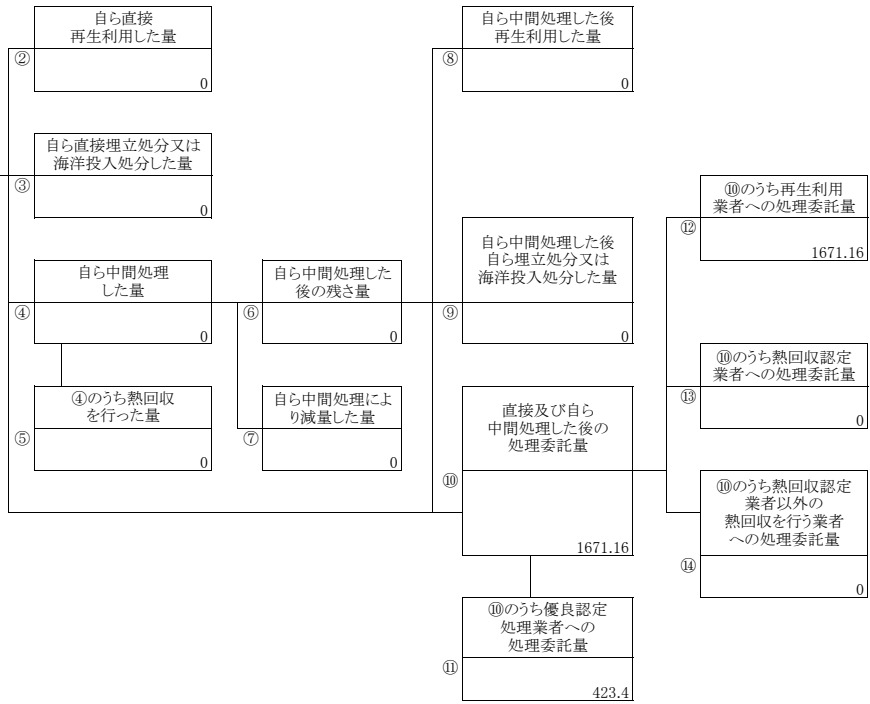 自ら直接
再生利用した量
②
0
自ら直接埋立処分又は
海洋投入処分した量
③
0
自ら中間処理
した量
④
0
④のうち熱回収
を行った量
⑤
0
自ら中間処理した
後の残さ量
⑥
0
自ら中間処理によ
り減量した量
⑦
0
自ら中間処理した後
再生利用した量
⑧
0
自ら中間処理した後
自ら埋立処分又は
海洋投入処分した量
⑨
0
直接及び自ら
中間処理した後の
処理委託量
⑩
1671.16
⑩のうち優良認定
処理業者への
処理委託量
⑪
423.4
⑩のうち再生利用
業者への処理委託量
⑫
1671.16
⑩のうち熱回収認定
業者への処理委託量
⑬
0
⑩のうち熱回収認定
業者以外の
熱回収を行う業者
への処理委託量
⑭
0